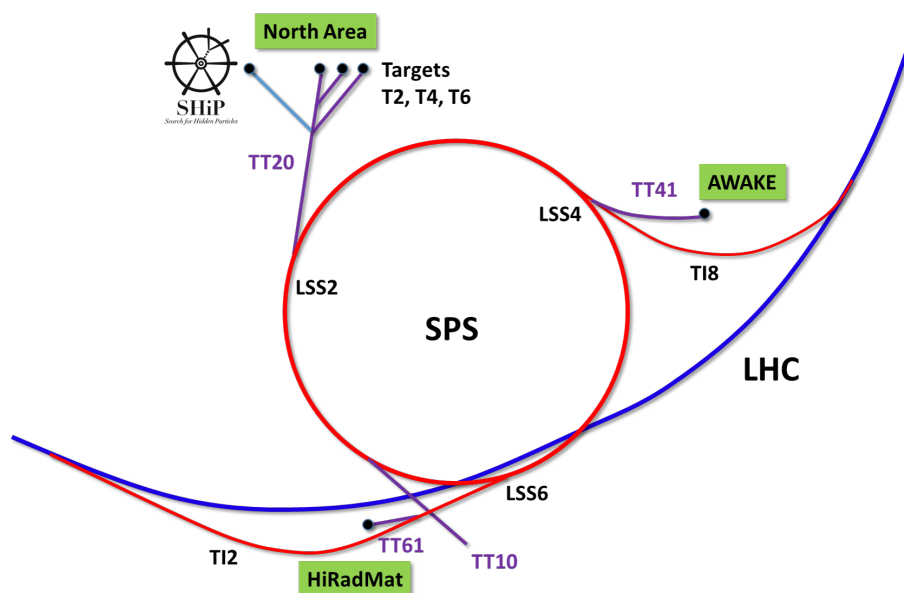 North Area
Targets
T2, T4, T6
SHiP
Search for Hidden Particles
TT20
TT41
AWAKE
LSS4
TI8
LSS2
SPS
LHC
LSS6
TT61
TI2
TT10
HiRadMat